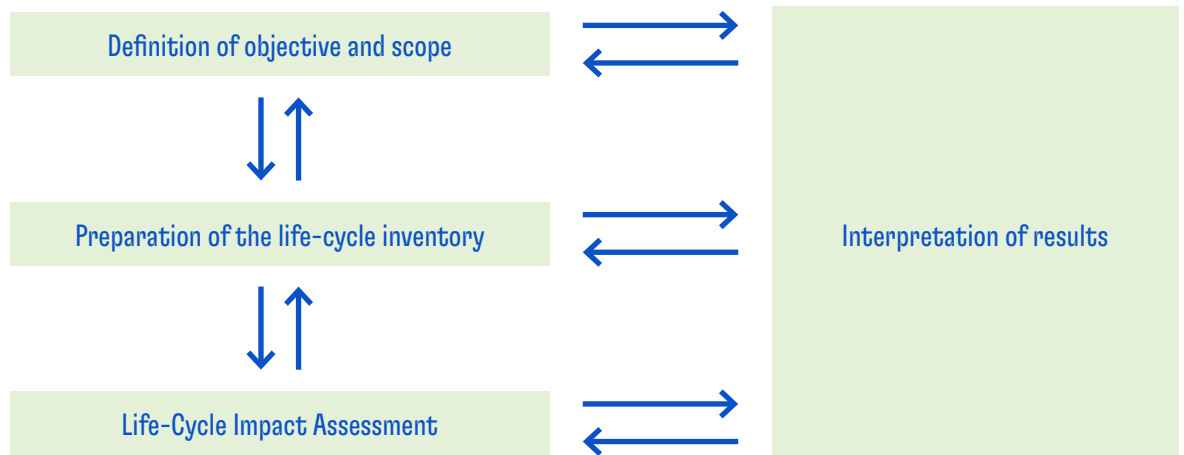 Definition of objective and scope
Preparation of the life-cycle inventory
Interpretation of results
Life-Cycle Impact Assessment